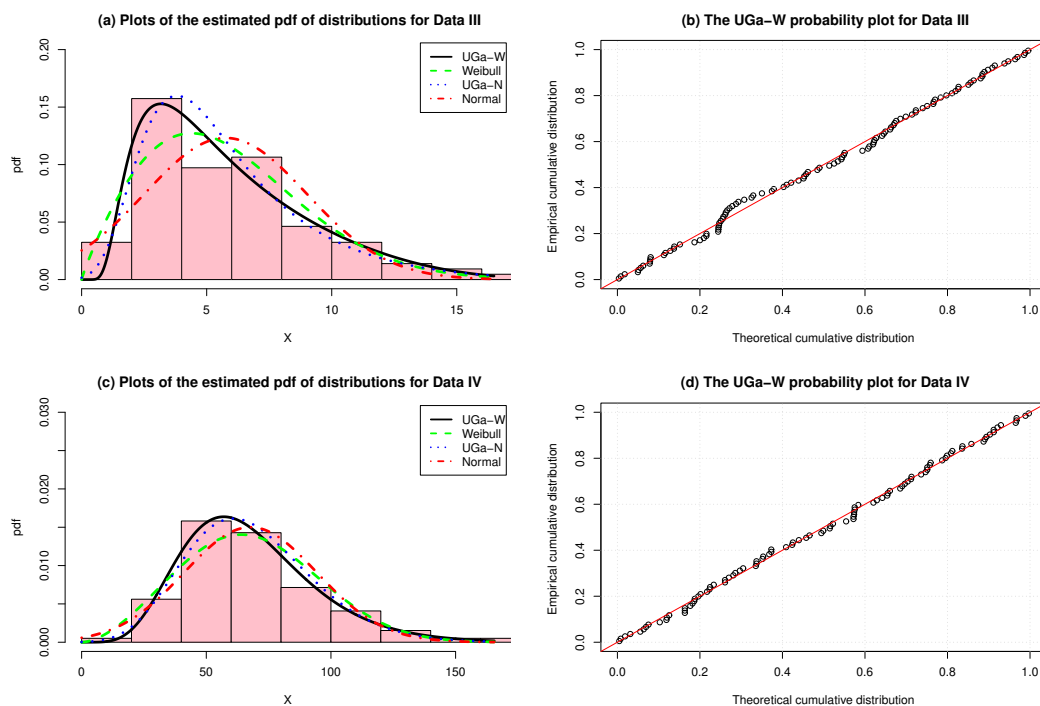 (a) Plots of the estimated pdf of distributions for Data III
pdf
0.00 0.05 0.10 0.15 0.20
UGa−W
Weibull
UGa−N
Normal
0 5 10 15
X
(b) The UGa−W probability plot for Data III
Empirical cumulative distribution
0.0 0.2 0.4 0.6 0.8 1.0
0.0 0.2 0.4 0.6 0.8 1.0
Theoretical cumulative distribution
(c) Plots of the estimated pdf of distributions for Data IV
pdf
0.000 0.010 0.020 0.030
UGa−W
Weibull
UGa−N
Normal
0 50 100 150
X
(d) The UGa−W probability plot for Data IV
Empirical cumulative distribution
0.0 0.2 0.4 0.6 0.8 1.0
0.0 0.2 0.4 0.6 0.8 1.0
Theoretical cumulative distribution